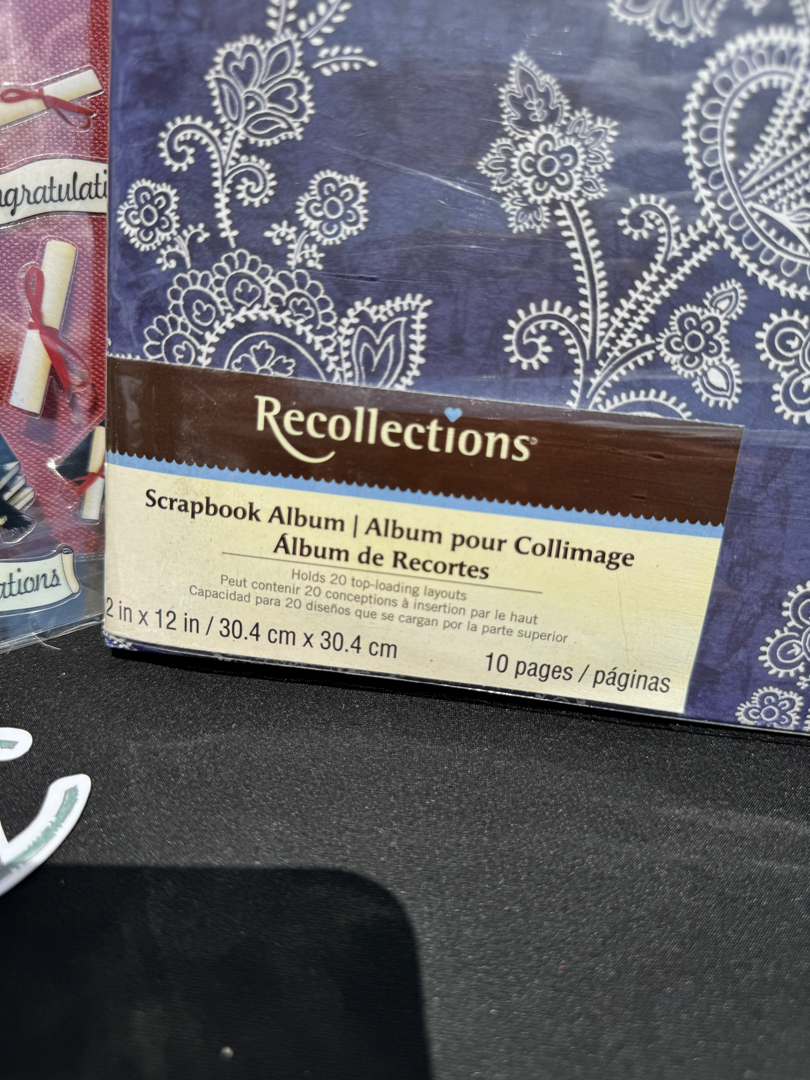 ngratulati
ations
Recollections®
Scrapbook Album | Album pour Collimage
Álbum de Recortes
Holds 20 top-loading layouts
Peut contenir 20 conceptions à insertion par le haut
Capacidad para 20 diseños que se cargan por la parte superior
2 in x 12 in / 30.4 cm x 30.4 cm
10 pages / páginas